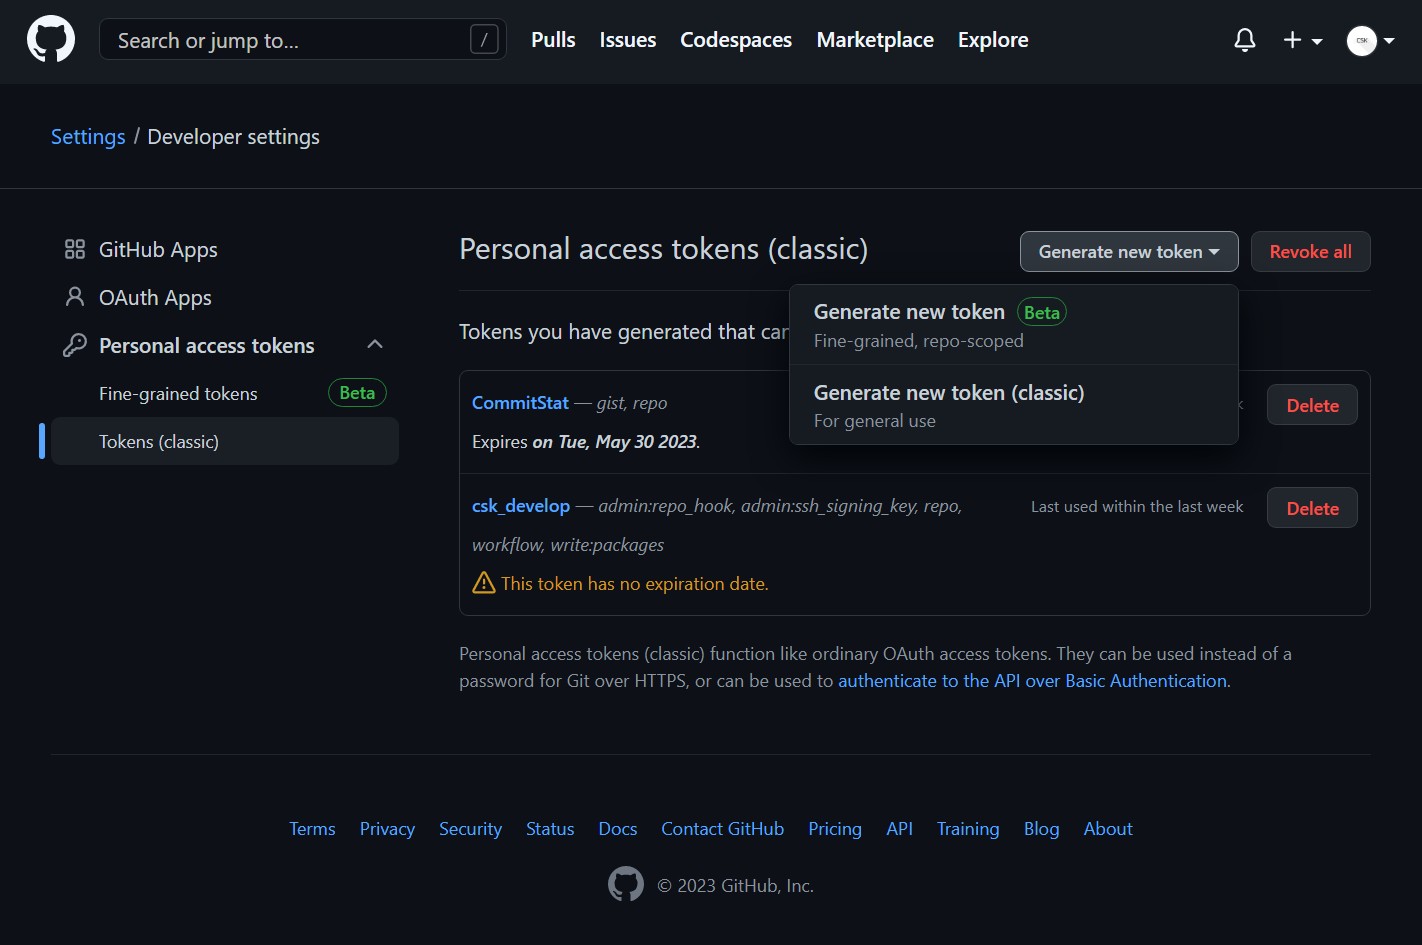 Search or jump to... / Pulls Issues Codespaces Marketplace Explore CSK
Settings / Developer settings
GitHub Apps
OAuth Apps
Personal access tokens
Fine-grained tokens Beta
Tokens (classic)
Personal access tokens (classic) Generate new token Revoke all
Generate new token Beta
Fine-grained, repo-scoped
Generate new token (classic)
For general use
Tokens you have generated that can
CommitStat — gist, repo Delete
Expires on Tue, May 30 2023.
csk_develop — admin:repo_hook, admin:ssh_signing_key, repo, Last used within the last week Delete
workflow, write:packages
This token has no expiration date.
Personal access tokens (classic) function like ordinary OAuth access tokens. They can be used instead of a
password for Git over HTTPS, or can be used to authenticate to the API over Basic Authentication.
Terms Privacy Security Status Docs Contact GitHub Pricing API Training Blog About
© 2023 GitHub, Inc.